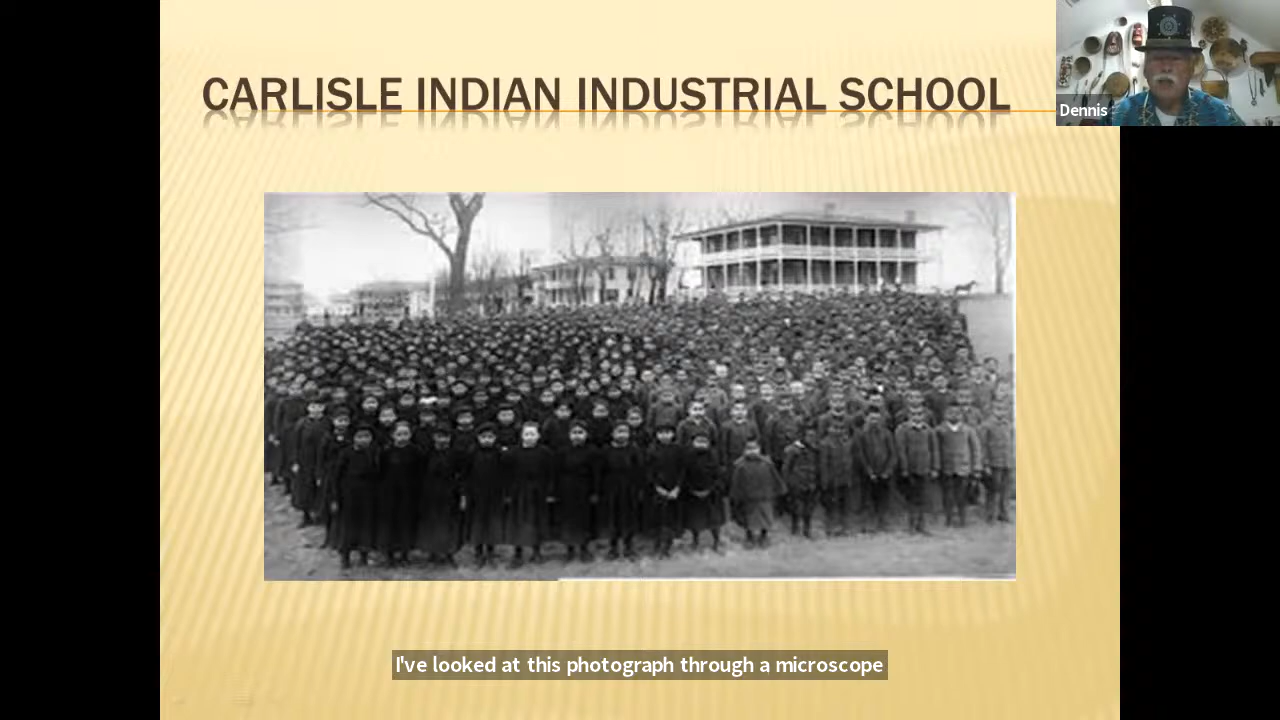 CARLISLE INDIAN INDUSTRIAL SCHOOL
Dennis
I've looked at this photograph through a microscope